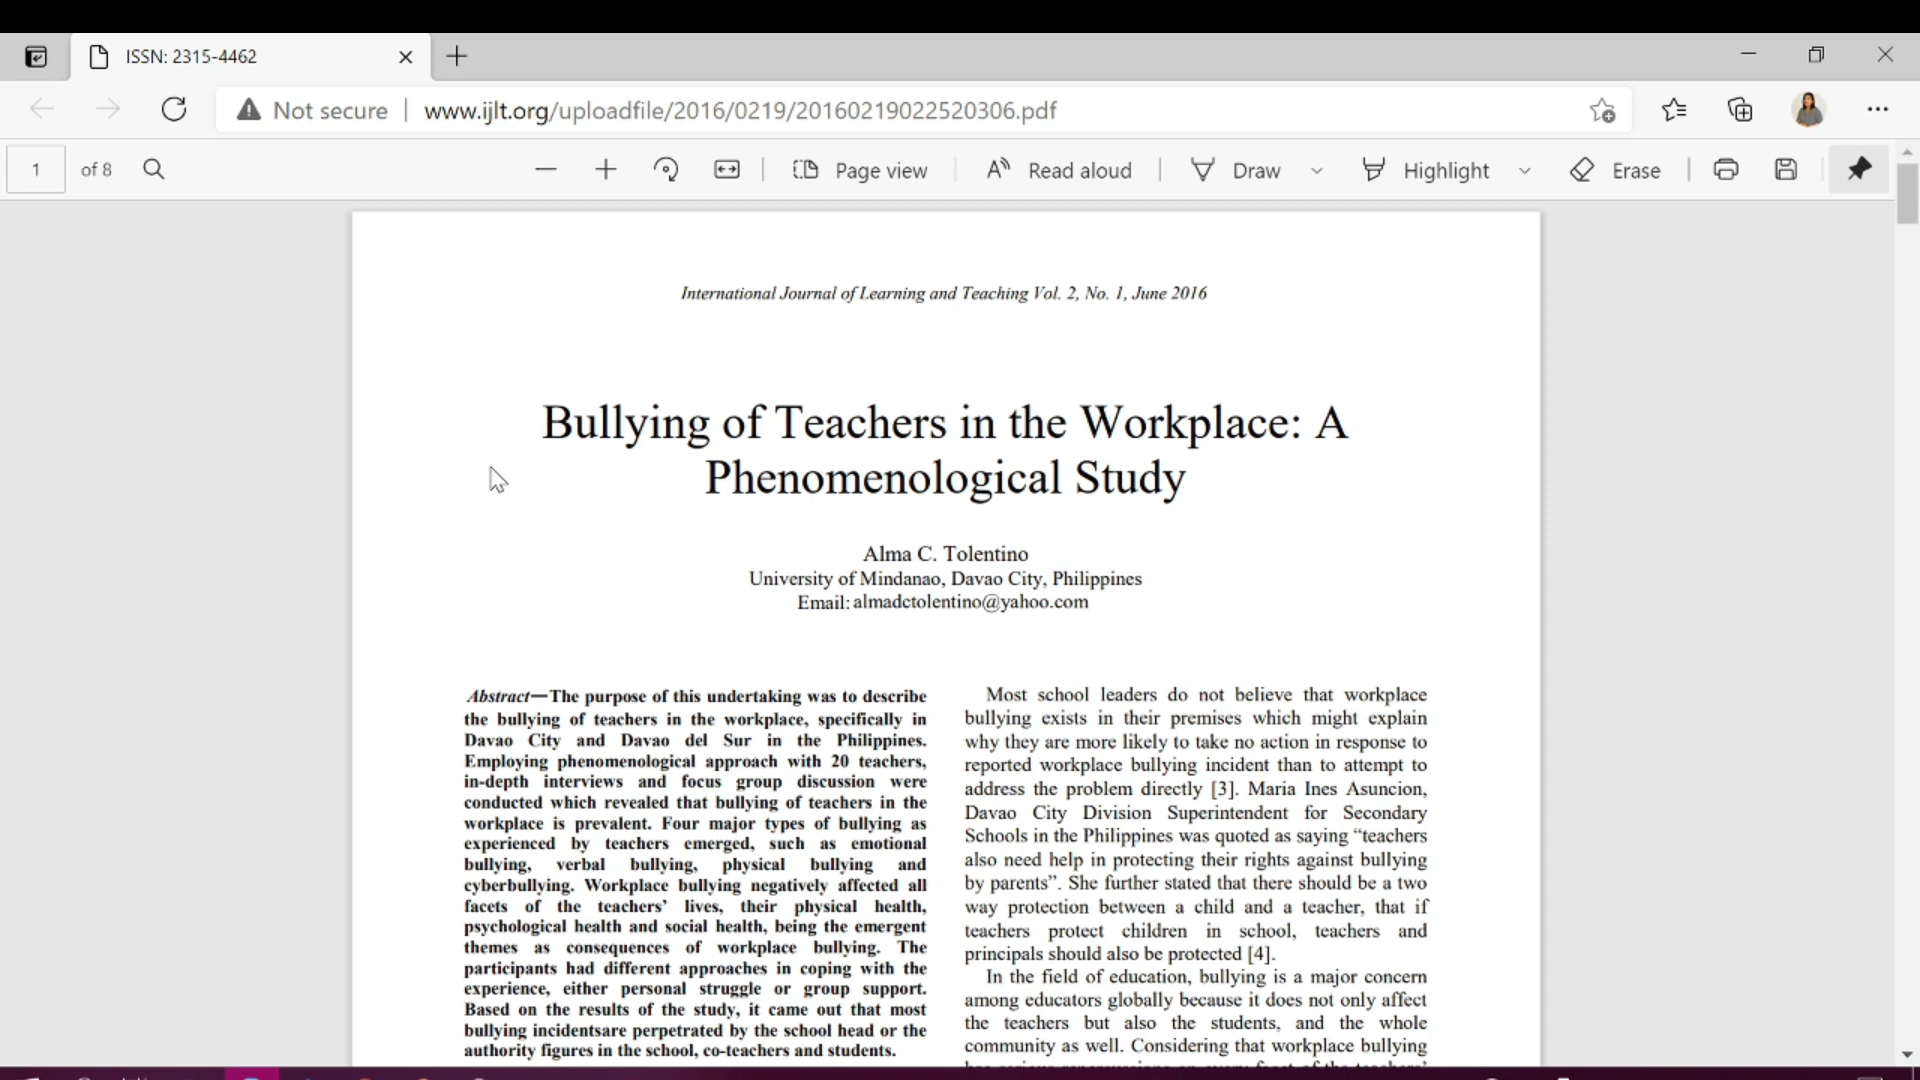 ISSN: 2315-4462
Not secure
www.ijlt.org/uploadfile/2016/0219/20160219022520306.pdf
1 of 8
Page view
Read aloud
Draw
Highlight
Erase
International Journal of Learning and Teaching Vol. 2, No. 1, June 2016
Bullying of Teachers in the Workplace: A
Phenomenological Study
Alma C. Tolentino
University of Mindanao, Davao City, Philippines
Email: almadctolentino@yahoo.com
Abstract—The purpose of this undertaking was to describe
the bullying of teachers in the workplace, specifically in
Davao City and Davao del Sur in the Philippines.
Employing phenomenological approach with 20 teachers,
in-depth interviews and focus group discussion were
conducted which revealed that bullying of teachers in the
workplace is prevalent. Four major types of bullying as
experienced by teachers emerged, such as emotional
bullying, verbal bullying, physical bullying and
cyberbullying. Workplace bullying negatively affected all
facets of the teachers’ lives, their physical health,
psychological health and social health, being the emergent
themes as consequences of workplace bullying. The
participants had different approaches in coping with the
experience, either personal struggle or group support.
Based on the results of the study, it came out that most
bullying incidentsare perpetrated by the school head or the
authority figures in the school, co-teachers and students.
Most school leaders do not believe that workplace
bullying exists in their premises which might explain
why they are more likely to take no action in response to
reported workplace bullying incident than to attempt to
address the problem directly [3]. Maria Ines Asuncion,
Davao City Division Superintendent for Secondary
Schools in the Philippines was quoted as saying “teachers
also need help in protecting their rights against bullying
by parents”. She further stated that there should be a two
way protection between a child and a teacher, that if
teachers protect children in school, teachers and
principals should also be protected [4].
In the field of education, bullying is a major concern
among educators globally because it does not only affect
the teachers but also the students, and the whole
community as well. Considering that workplace bullying